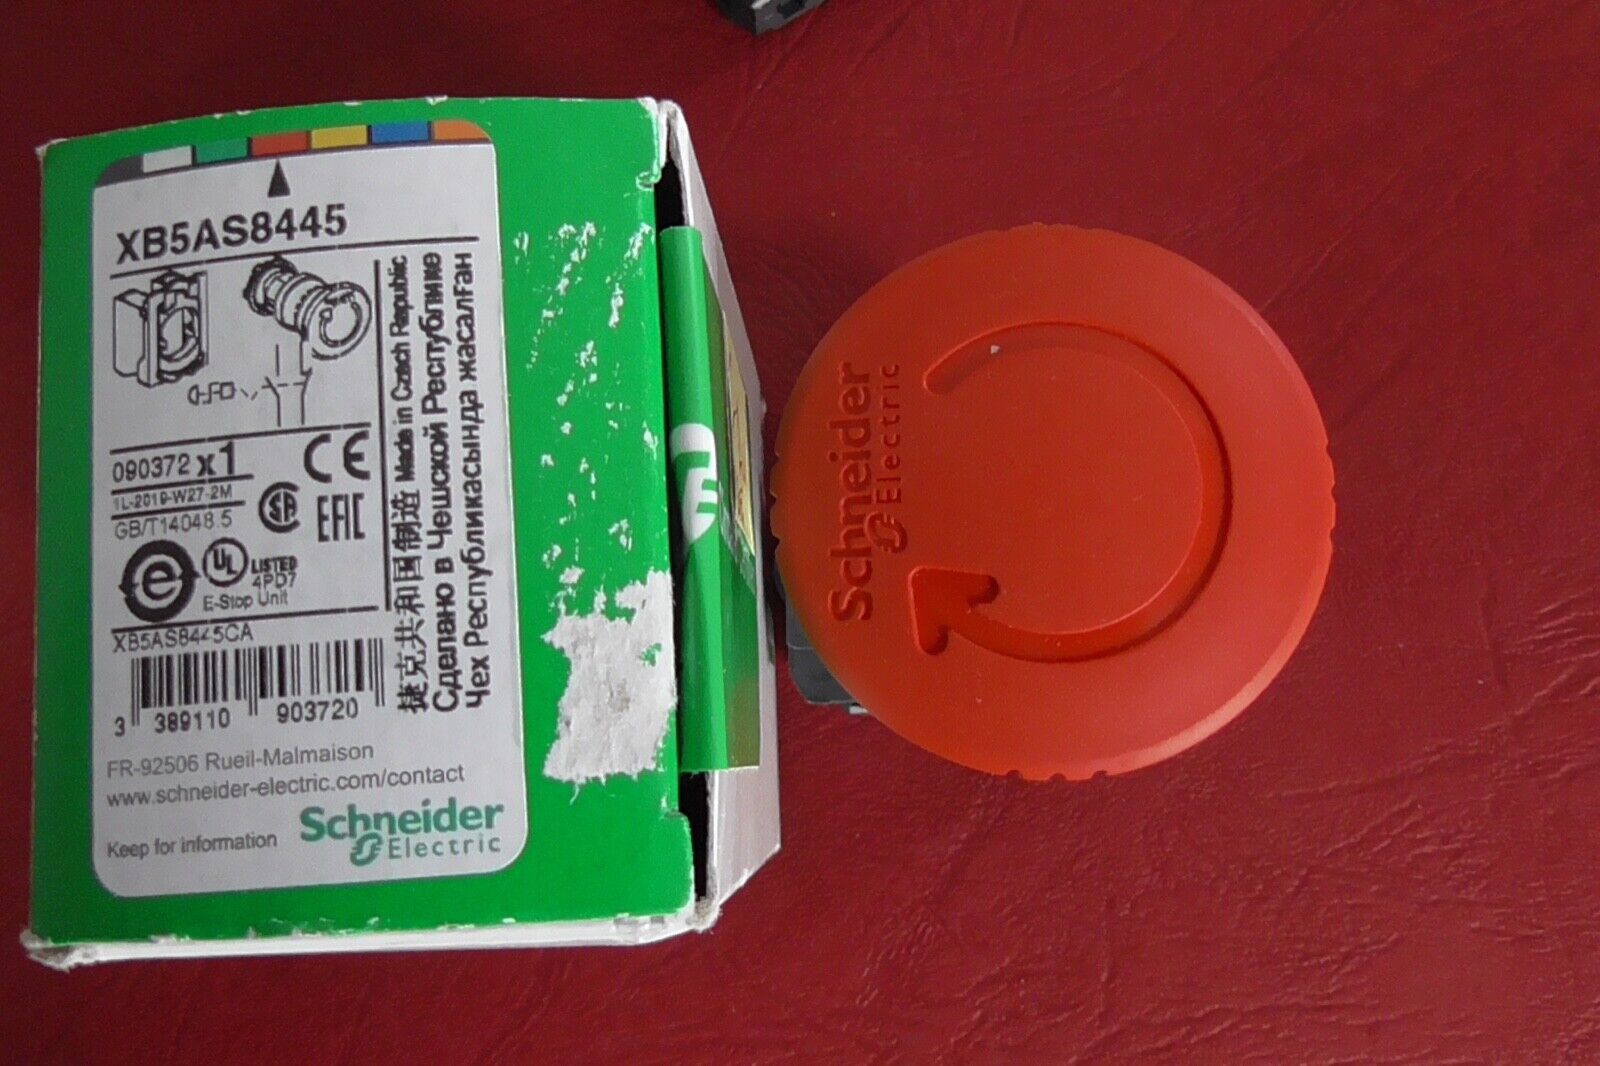 XB5AS8445
090372 x1
1L-2019-W27-2M
GB/T14048.5
CE
SA
EAC
e
UL LISTED
4PD7
E-Stop Unit
XB5AS8445CA
3 389110 903720
捷克共和国制造 Made in Czech Republic
Сделано в Чешской Республике
Чех Республикасында жасалған
FR-92506 Rueil-Malmaison
www.schneider-electric.com/contact
Keep for information
Schneider
Electric
Schneider
Electric